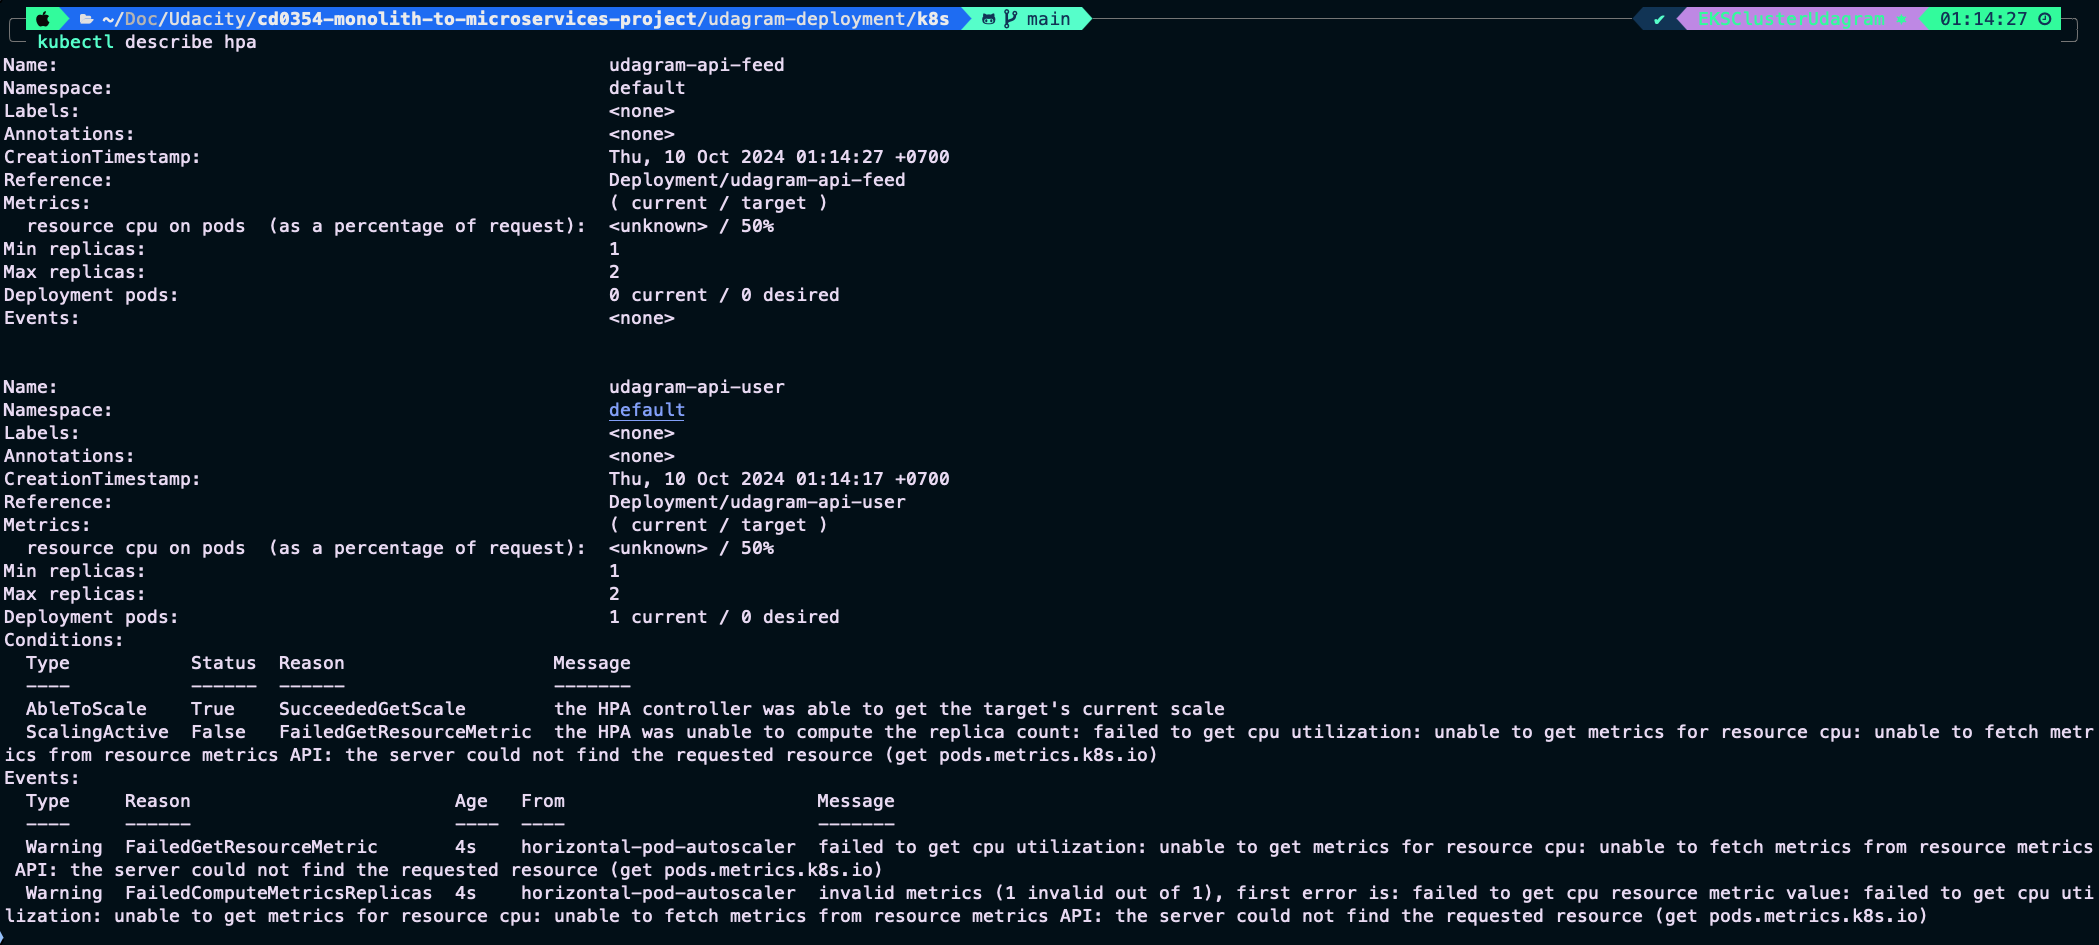 ~/Doc/Udacity/cd0354-monolith-to-microservices-project/udagram-deployment/k8s main ✔ EKSClusterUdagram 01:14:27
kubectl describe hpa
Name: udagram-api-feed
Namespace: default
Labels: <none>
Annotations: <none>
CreationTimestamp: Thu, 10 Oct 2024 01:14:27 +0700
Reference: Deployment/udagram-api-feed
Metrics: ( current / target )
resource cpu on pods (as a percentage of request): <unknown> / 50%
Min replicas: 1
Max replicas: 2
Deployment pods: 0 current / 0 desired
Events: <none>
Name: udagram-api-user
Namespace: default
Labels: <none>
Annotations: <none>
CreationTimestamp: Thu, 10 Oct 2024 01:14:17 +0700
Reference: Deployment/udagram-api-user
Metrics: ( current / target )
resource cpu on pods (as a percentage of request): <unknown> / 50%
Min replicas: 1
Max replicas: 2
Deployment pods: 1 current / 0 desired
Conditions:
Type Status Reason Message
---- ------ ------ -------
AbleToScale True SucceededGetScale the HPA controller was able to get the target's current scale
ScalingActive False FailedGetResourceMetric the HPA was unable to compute the replica count: failed to get cpu utilization: unable to get metrics for resource cpu: unable to fetch metr
ics from resource metrics API: the server could not find the requested resource (get pods.metrics.k8s.io)
Events:
Type Reason Age From Message
---- ------ ---- ---- -------
Warning FailedGetResourceMetric 4s horizontal-pod-autoscaler failed to get cpu utilization: unable to get metrics for resource cpu: unable to fetch metrics from resource metrics
API: the server could not find the requested resource (get pods.metrics.k8s.io)
Warning FailedComputeMetricsReplicas 4s horizontal-pod-autoscaler invalid metrics (1 invalid out of 1), first error is: failed to get cpu resource metric value: failed to get cpu uti
lization: unable to get metrics for resource cpu: unable to fetch metrics from resource metrics API: the server could not find the requested resource (get pods.metrics.k8s.io)